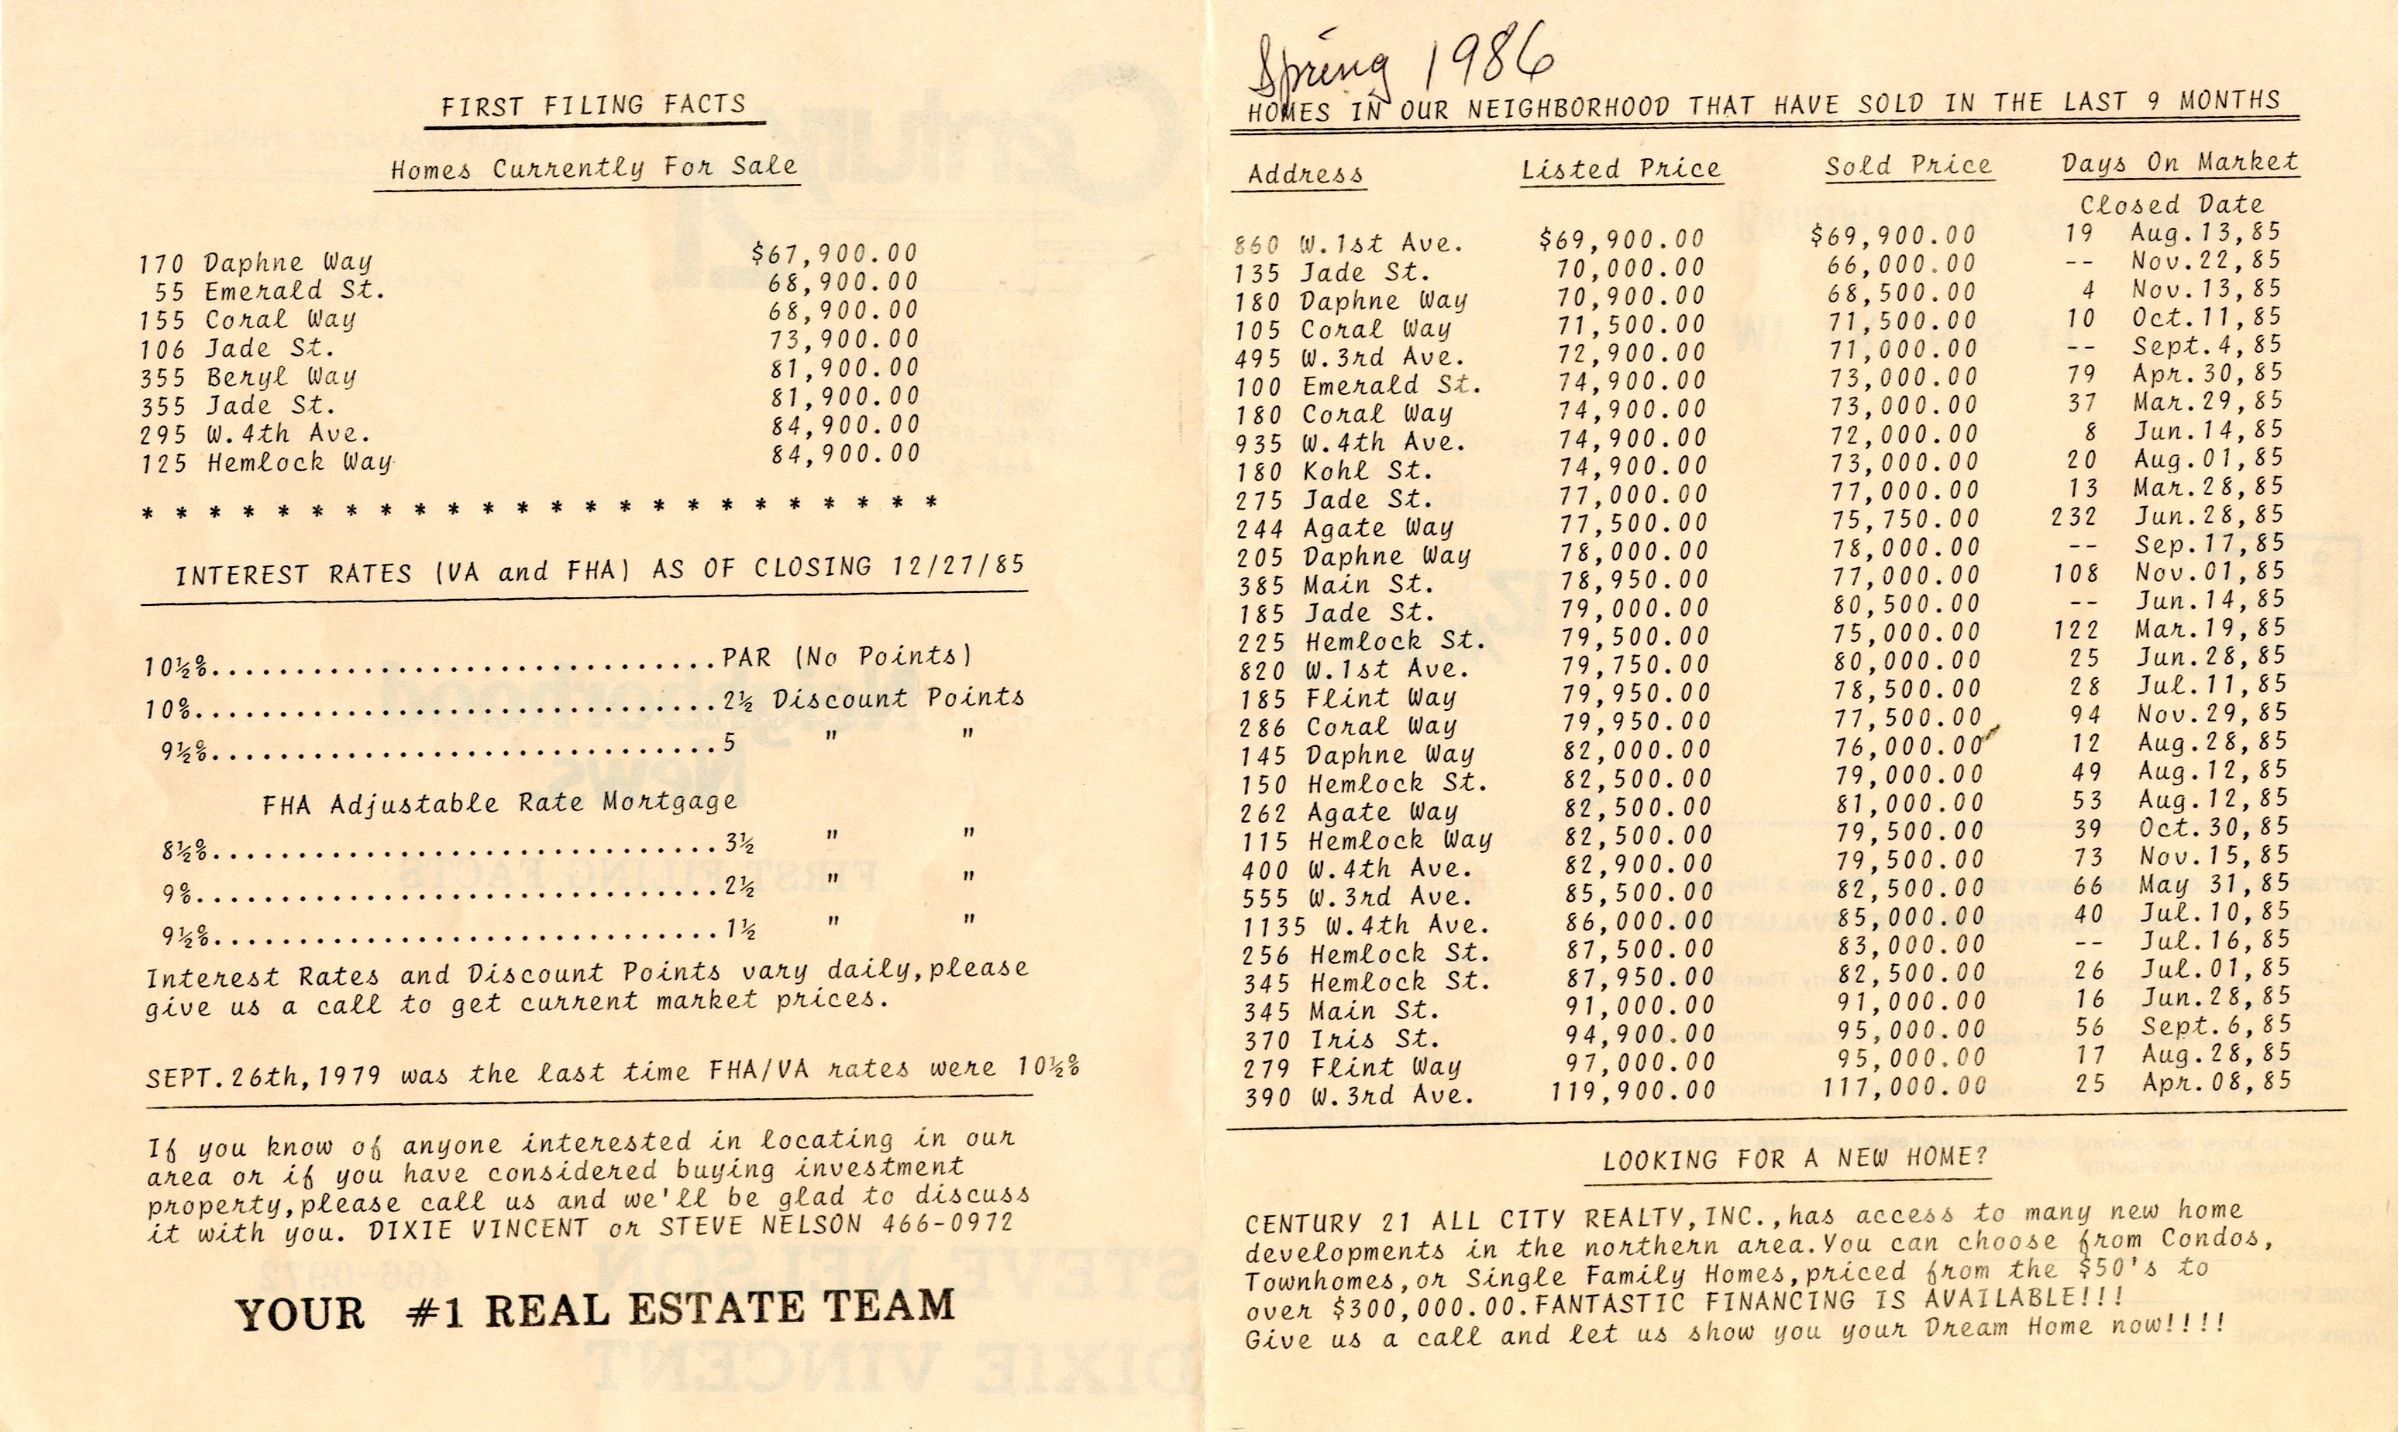 FIRST FILING FACTS
Homes Currently For Sale
170 Daphne Way $67,900.00
55 Emerald St. 68,900.00
155 Coral Way 68,900.00
106 Jade St. 73,900.00
355 Beryl Way 81,900.00
355 Jade St. 81,900.00
295 W.4th Ave. 84,900.00
125 Hemlock Way 84,900.00
* * * * * * * * * * * * * * * * * * * * * * * *
INTEREST RATES (VA and FHA) AS OF CLOSING 12/27/85
10½%..............................PAR (No Points)
10%...............................2½ Discount Points
9½%..............................5 " "
FHA Adjustable Rate Mortgage
8½%..............................3½ " "
9%...............................2½ " "
9½%..............................1½ " "
Interest Rates and Discount Points vary daily,please
give us a call to get current market prices.
SEPT.26th,1979 was the last time FHA/VA rates were 10½%
If you know of anyone interested in locating in our
area or if you have considered buying investment
property,please call us and we'll be glad to discuss
it with you. DIXIE VINCENT or STEVE NELSON 466-0972
YOUR #1 REAL ESTATE TEAM
Spring 1986
HOMES IN OUR NEIGHBORHOOD THAT HAVE SOLD IN THE LAST 9 MONTHS
Address Listed Price Sold Price Days On Market
Closed Date
860 W.1st Ave. $69,900.00 $69,900.00 19 Aug.13,85
135 Jade St. 70,000.00 66,000.00 -- Nov.22,85
180 Daphne Way 70,900.00 68,500.00 4 Nov.13,85
105 Coral Way 71,500.00 71,500.00 10 Oct.11,85
495 W.3rd Ave. 72,900.00 71,000.00 -- Sept.4,85
100 Emerald St. 74,900.00 73,000.00 79 Apr.30,85
180 Coral Way 74,900.00 73,000.00 37 Mar.29,85
935 W.4th Ave. 74,900.00 72,000.00 8 Jun.14,85
180 Kohl St. 74,900.00 73,000.00 20 Aug.01,85
275 Jade St. 77,000.00 77,000.00 13 Mar.28,85
244 Agate Way 77,500.00 75,750.00 232 Jun.28,85
205 Daphne Way 78,000.00 78,000.00 -- Sep.17,85
385 Main St. 78,950.00 77,000.00 108 Nov.01,85
185 Jade St. 79,000.00 80,500.00 -- Jun.14,85
225 Hemlock St. 79,500.00 75,000.00 122 Mar.19,85
820 W.1st Ave. 79,750.00 80,000.00 25 Jun.28,85
185 Flint Way 79,950.00 78,500.00 28 Jul.11,85
286 Coral Way 79,950.00 77,500.00 94 Nov.29,85
145 Daphne Way 82,000.00 76,000.00 12 Aug.28,85
150 Hemlock St. 82,500.00 79,000.00 49 Aug.12,85
262 Agate Way 82,500.00 81,000.00 53 Aug.12,85
115 Hemlock Way 82,500.00 79,500.00 39 Oct.30,85
400 W.4th Ave. 82,900.00 79,500.00 73 Nov.15,85
555 W.3rd Ave. 85,500.00 82,500.00 66 May 31,85
1135 W.4th Ave. 86,000.00 85,000.00 40 Jul.10,85
256 Hemlock St. 87,500.00 83,000.00 -- Jul.16,85
345 Hemlock St. 87,950.00 82,500.00 26 Jul.01,85
345 Main St. 91,000.00 91,000.00 16 Jun.28,85
370 Iris St. 94,900.00 95,000.00 56 Sept.6,85
279 Flint Way 97,000.00 95,000.00 17 Aug.28,85
390 W.3rd Ave. 119,900.00 117,000.00 25 Apr.08,85
LOOKING FOR A NEW HOME?
CENTURY 21 ALL CITY REALTY,INC.,has access to many new home
developments in the northern area.You can choose from Condos,
Townhomes,or Single Family Homes,priced from the $50's to
over $300,000.00.FANTASTIC FINANCING IS AVAILABLE!!!
Give us a call and let us show you your Dream Home now!!!!